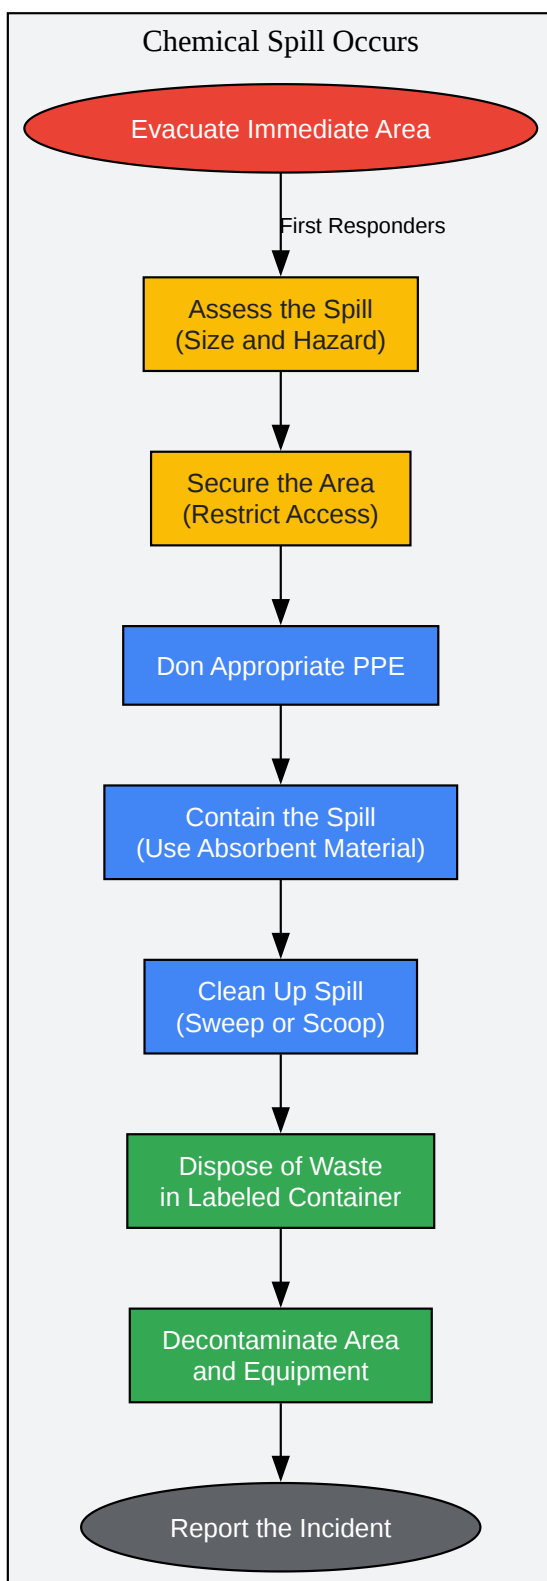 Chemical Spill Occurs
Evacuate Immediate Area
First Responders
Assess the Spill
(Size and Hazard)
Secure the Area
(Restrict Access)
Don Appropriate PPE
Contain the Spill
(Use Absorbent Material)
Clean Up Spill
(Sweep or Scoop)
Dispose of Waste
in Labeled Container
Decontaminate Area
and Equipment
Report the Incident